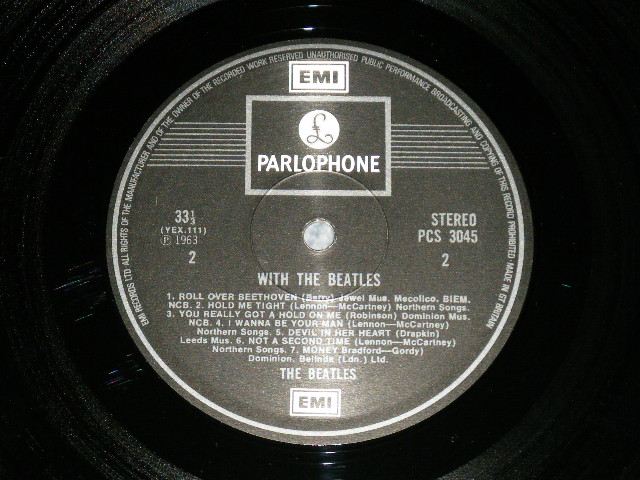 EMI RECORDS LTD ALL RIGHTS OF THE MANUFACTURER AND OF THE OWNER OF THE RECORDED WORK RESERVED UNAUTHORISED PUBLIC PERFORMANCE BROADCASTING AND COPYING OF THIS RECORD PROHIBITED MADE IN GT BRITAIN
EMI
£
PARLOPHONE
33⅓
(YEX.111)
℗ 1963
2
STEREO
PCS 3045
2
WITH THE BEATLES
1. ROLL OVER BEETHOVEN (Berry) Jewel Mus. Mecolico. BIEM.
NCB. 2. HOLD ME TIGHT (Lennon—McCartney) Northern Songs.
3. YOU REALLY GOT A HOLD ON ME (Robinson) Dominion Mus.
NCB. 4. I WANNA BE YOUR MAN (Lennon—McCartney)
Northern Songs. 5. DEVIL IN HER HEART (Drapkin)
Leeds Mus. 6. NOT A SECOND TIME (Lennon—McCartney)
Northern Songs. 7. MONEY Bradford—Gordy)
Dominion, Belinda (Ldn.) Ltd.
THE BEATLES
EMI